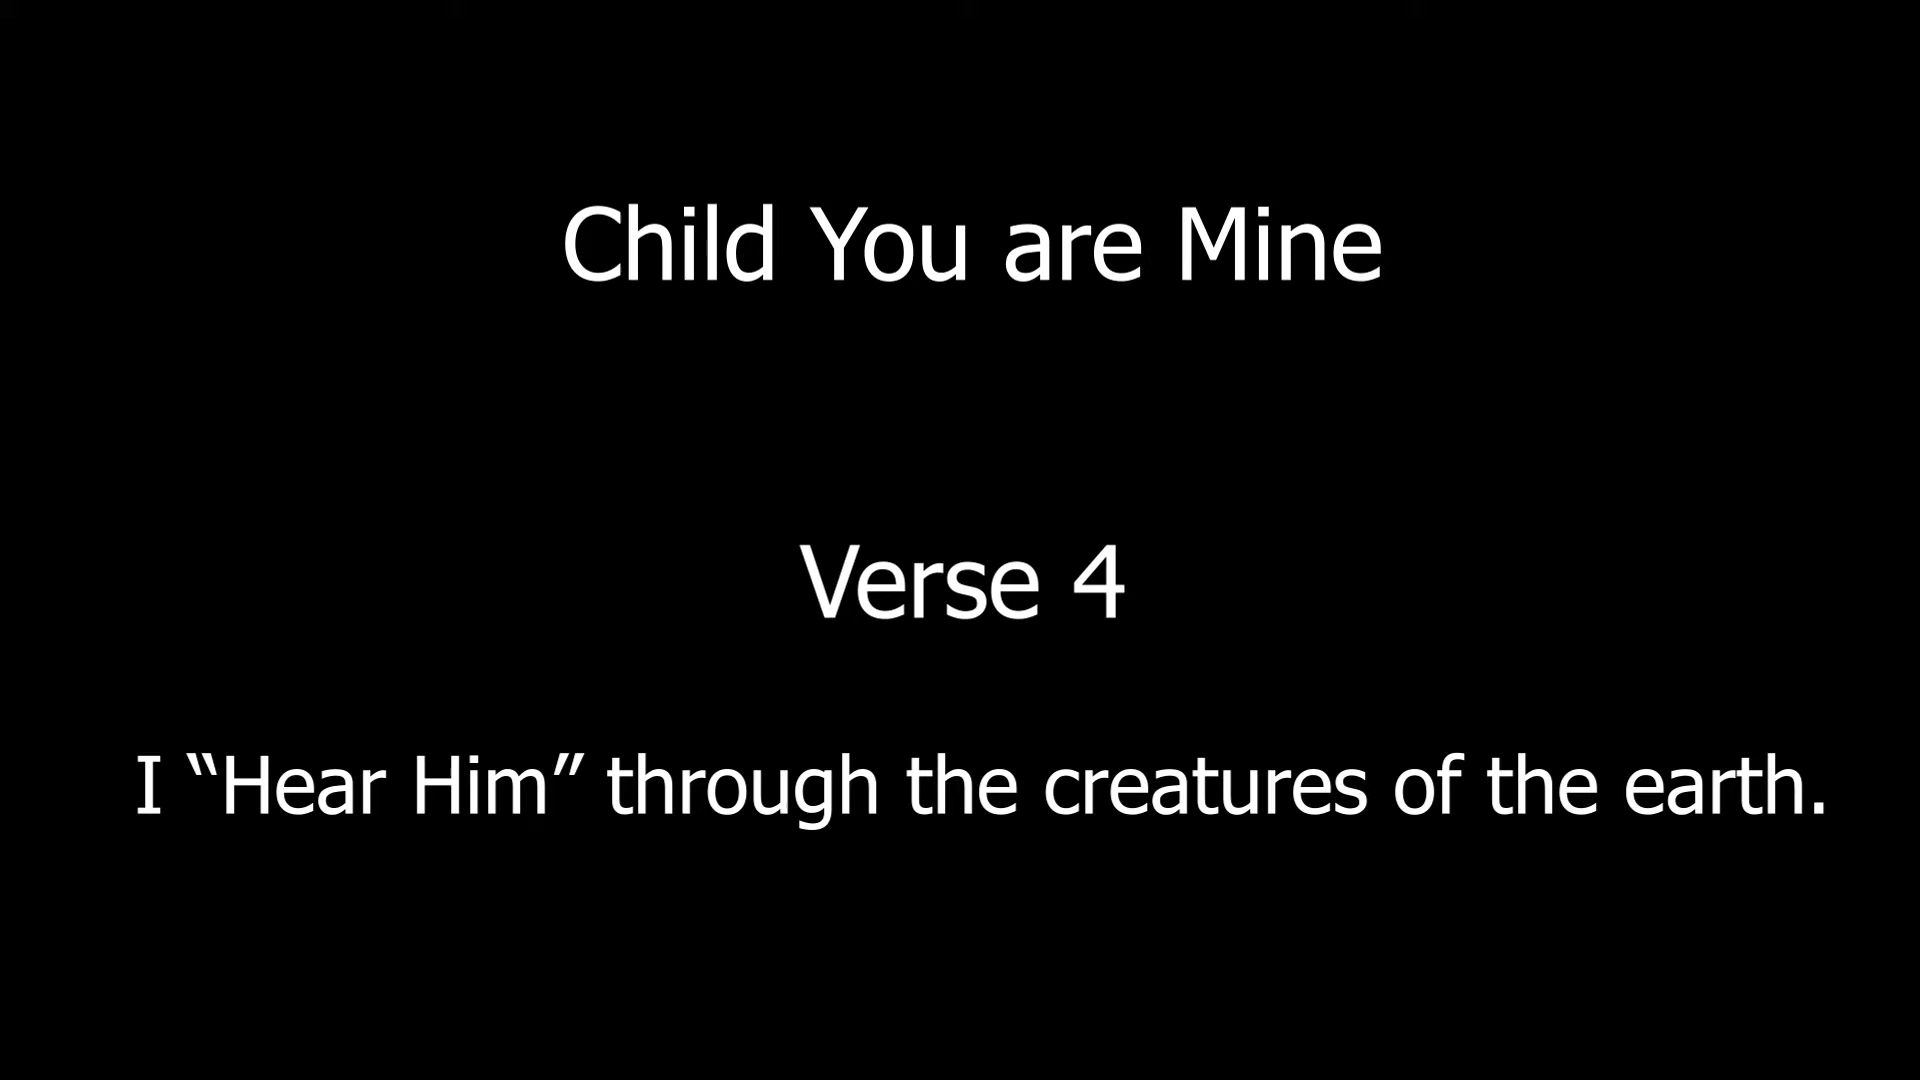 Child You are Mine
Verse 4
I “Hear Him” through the creatures of the earth.